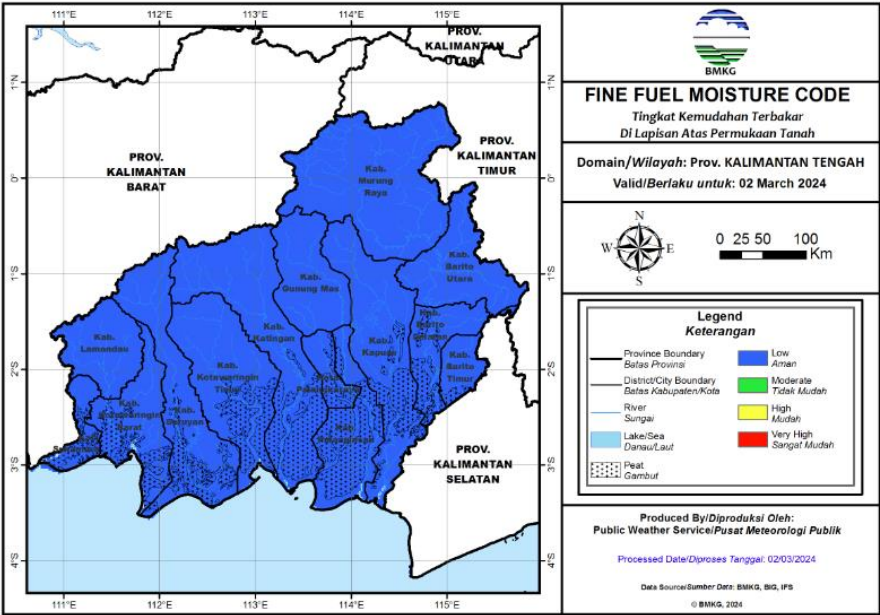 111°E 112°E 113°E 114°E 115°E
PROV.
KALIMANTAN
UTARA
1°N
PROV.
KALIMANTAN
BARAT
PROV.
KALIMANTAN
TIMUR
Kab.
Murung
Raya
0°
Kab.
Barito
Utara
1°S
Kab.
Gunung Mas
Kab.
Barito
Selatan
Kab.
Lamandau
Kab.
Katingan
Kab.
Kapuas
Kab.
Barito
Timur
2°S
Kab.
Kotawaringin
Timur
Kab.
Kotawaringin
Barat
Kab.
Seruyan
Kab.
PROV.
KALIMANTAN
SELATAN
3°S
4°S
111°E 112°E 113°E 114°E 115°E
BMKG
FINE FUEL MOISTURE CODE
Tingkat Kemudahan Terbakar
Di Lapisan Atas Permukaan Tanah
Domain/Wilayah: Prov. KALIMANTAN TENGAH
Valid/Berlaku untuk: 02 March 2024
N
W E
S
0 25 50 100
Km
Legend
Keterangan
Province Boundary
Batas Provinsi
District/City Boundary
Batas Kabupaten/Kota
River
Sungai
Lake/Sea
Danau/Laut
Peat
Gambut
Low
Aman
Moderate
Tidak Mudah
High
Mudah
Very High
Sangat Mudah
Produced By/Diproduksi Oleh:
Public Weather Service/Pusat Meteorologi Publik
Processed Date/Diproses Tanggal: 02/03/2024
Data Source/Sumber Data: BMKG, BIG, IFS
© BMKG, 2024